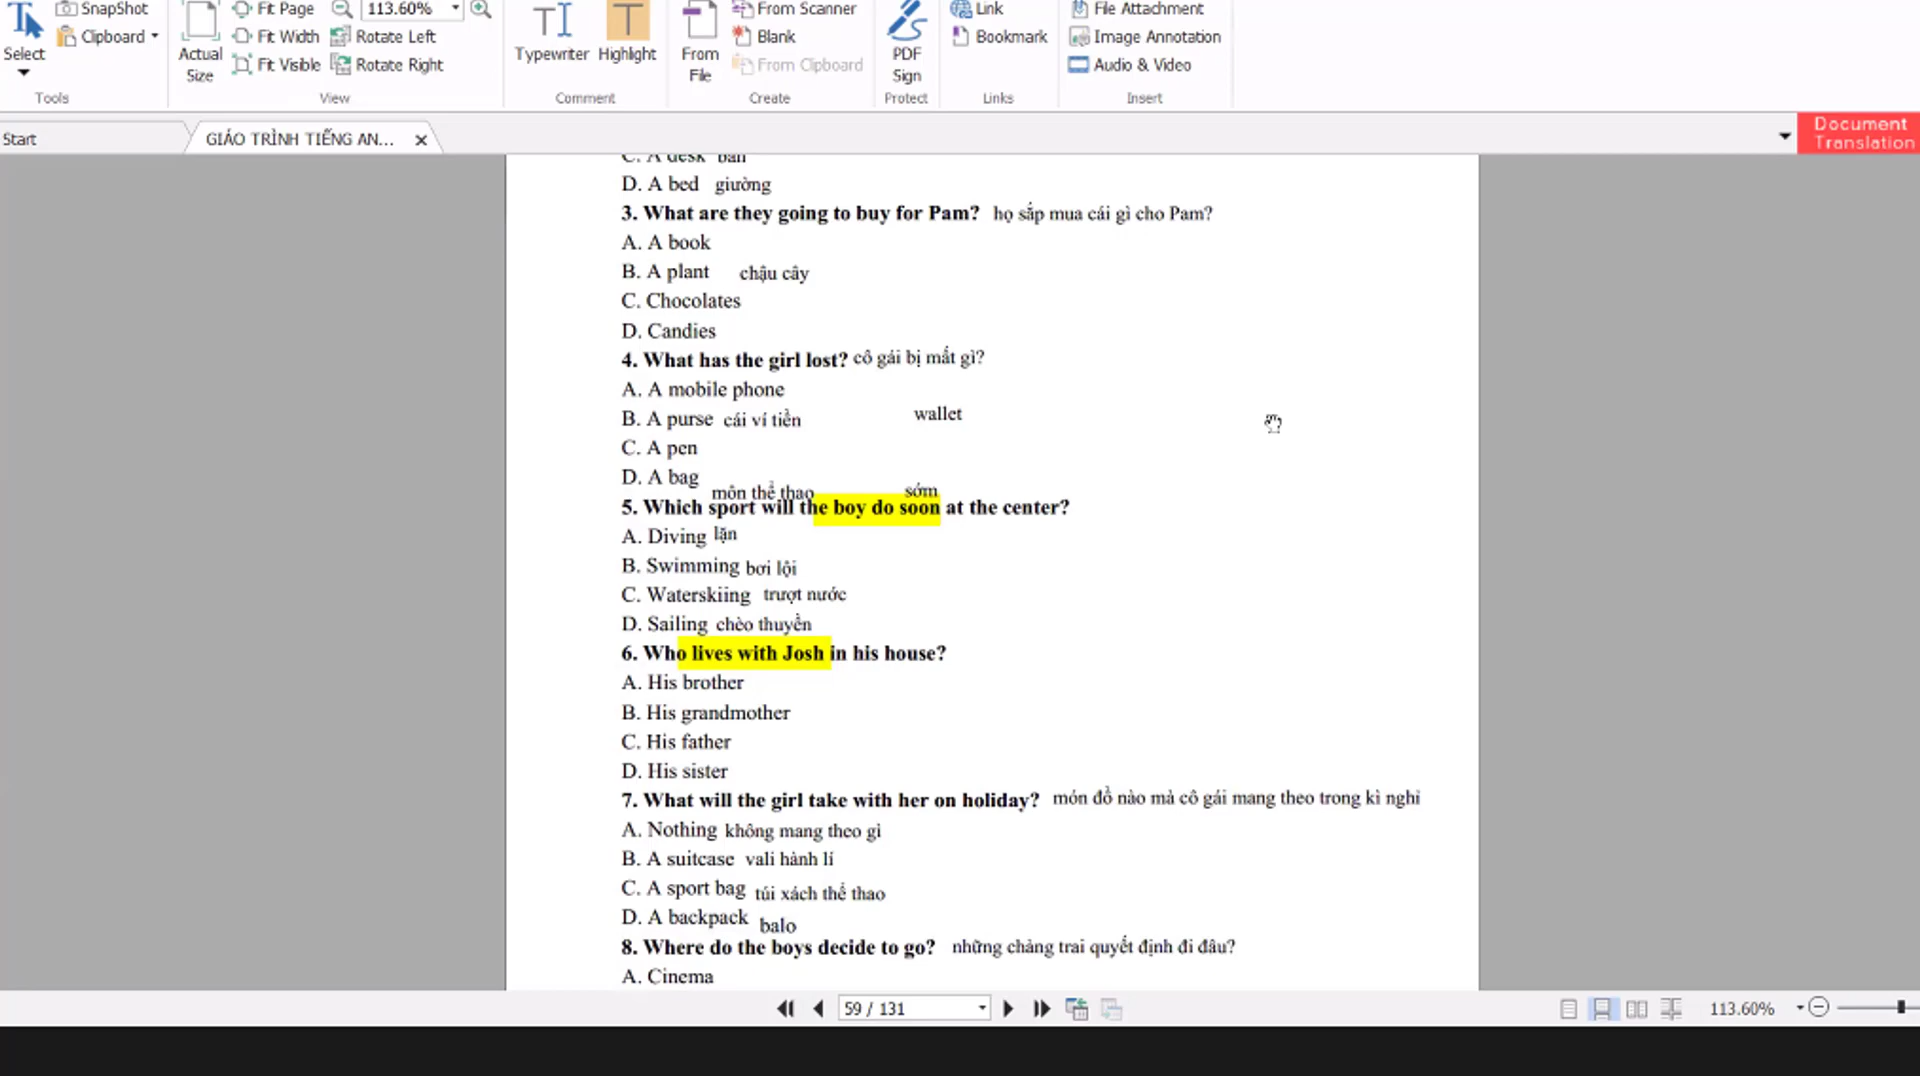 SnapShot
Fit Page
113.60%
From Scanner
Link
File Attachment
Clipboard
Fit Width
Rotate Left
Blank
Bookmark
Image Annotation
Select
Actual Size
Fit Visible
Rotate Right
Typewriter
Highlight
From File
From Clipboard
PDF Sign
Audio & Video
Tools
View
Comment
Create
Protect
Links
Insert
Start
GIÁO TRÌNH TIẾNG AN...
Document Translation
C. A desk bàn
D. A bed giường
3. What are they going to buy for Pam? họ sắp mua cái gì cho Pam?
A. A book
B. A plant chậu cây
C. Chocolates
D. Candies
4. What has the girl lost? cô gái bị mất gì?
A. A mobile phone
B. A purse cái ví tiền wallet
C. A pen
D. A bag
môn thể thao sớm
5. Which sport will the boy do soon at the center?
A. Diving lặn
B. Swimming bơi lội
C. Waterskiing trượt nước
D. Sailing chèo thuyền
6. Who lives with Josh in his house?
A. His brother
B. His grandmother
C. His father
D. His sister
7. What will the girl take with her on holiday? món đồ nào mà cô gái mang theo trong kì nghỉ
A. Nothing không mang theo gì
B. A suitcase vali hành lí
C. A sport bag túi xách thể thao
D. A backpack balo
8. Where do the boys decide to go? những chàng trai quyết định đi đâu?
A. Cinema
59 / 131
113.60%